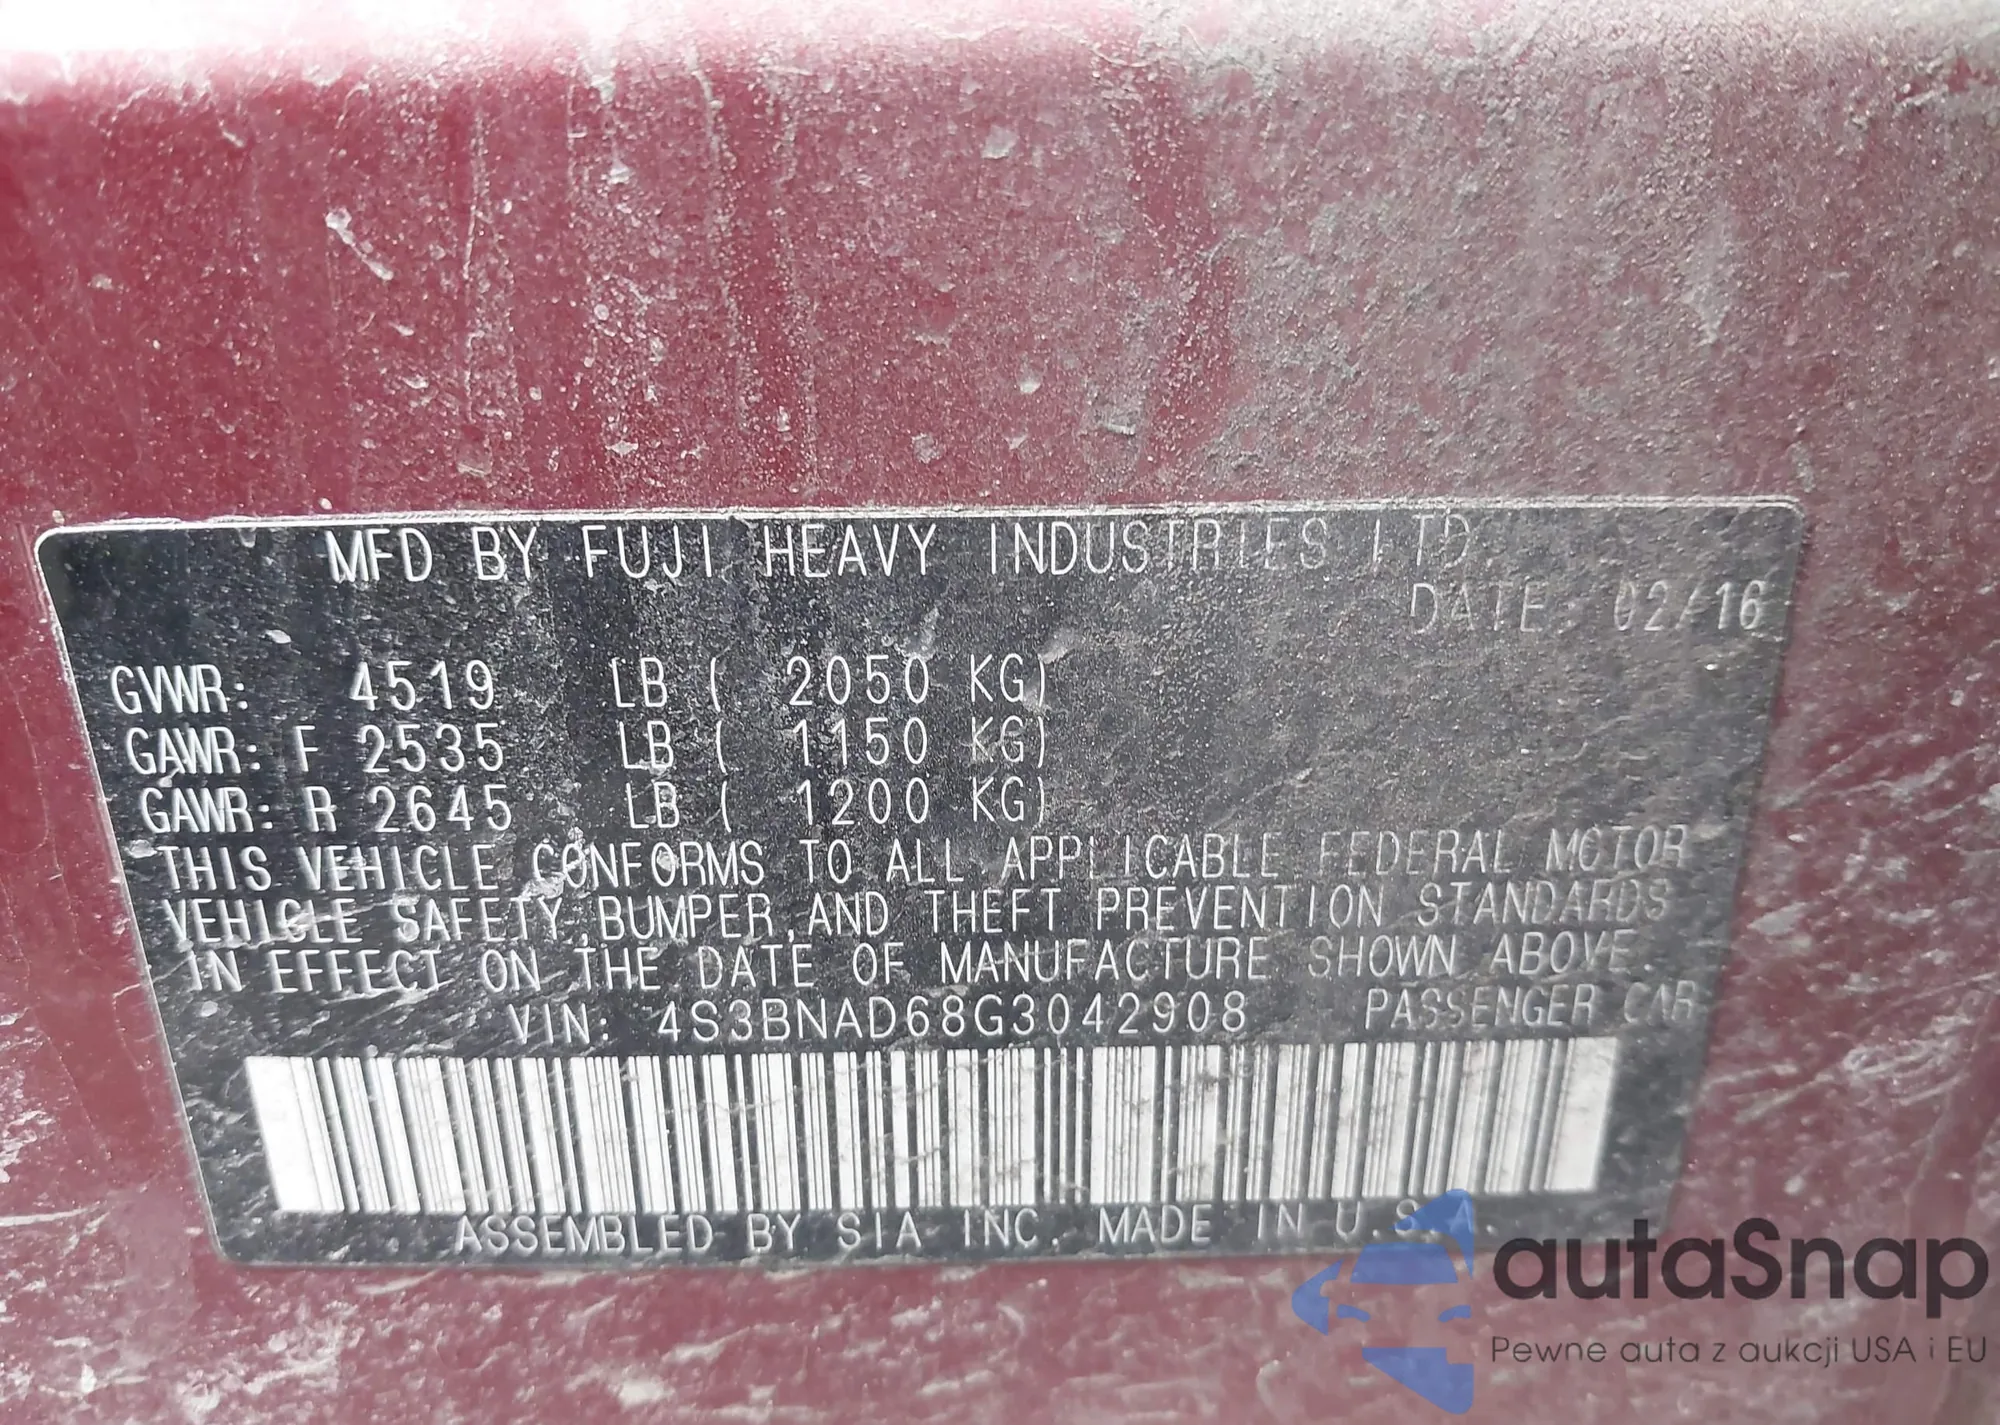 MFD BY FUJI HEAVY INDUSTRIES LTD.
DATE: 02/16
GVWR: 4519 LB ( 2050 KG)
GAWR: F 2535 LB ( 1150 KG)
GAWR: R 2645 LB ( 1200 KG)
THIS VEHICLE CONFORMS TO ALL APPLICABLE FEDERAL MOTOR
VEHICLE SAFETY, BUMPER, AND THEFT PREVENTION STANDARDS
IN EFFECT ON THE DATE OF MANUFACTURE SHOWN ABOVE.
VIN: 4S3BNAD68G3042908 PASSENGER CAR
ASSEMBLED BY SIA INC. MADE IN U.S.A.
autaSnap
Pewne auta z aukcji USA i EU